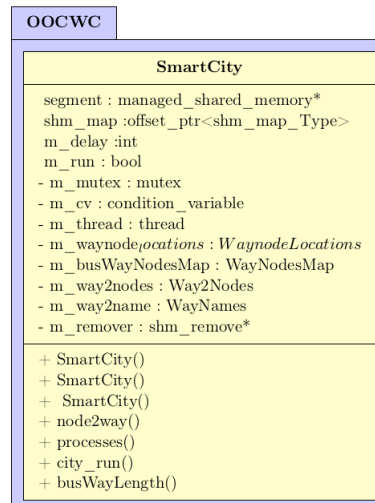 OOCWC
SmartCity
segment : managed_shared_memory*
shm_map :offset_ptr<shm_map_Type>
m_delay :int
m_run : bool
- m_mutex : mutex
- m_cv : condition_variable
- m_thread : thread
- m_waynodelocations : WaynodeLocations
- m_busWayNodesMap : WayNodesMap
- m_way2nodes : Way2Nodes
- m_way2name : WayNames
- m_remover : shm_remove*
+ SmartCity()
+ SmartCity()
+ SmartCity()
+ node2way()
+ processes()
+ city_run()
+ busWayLength()